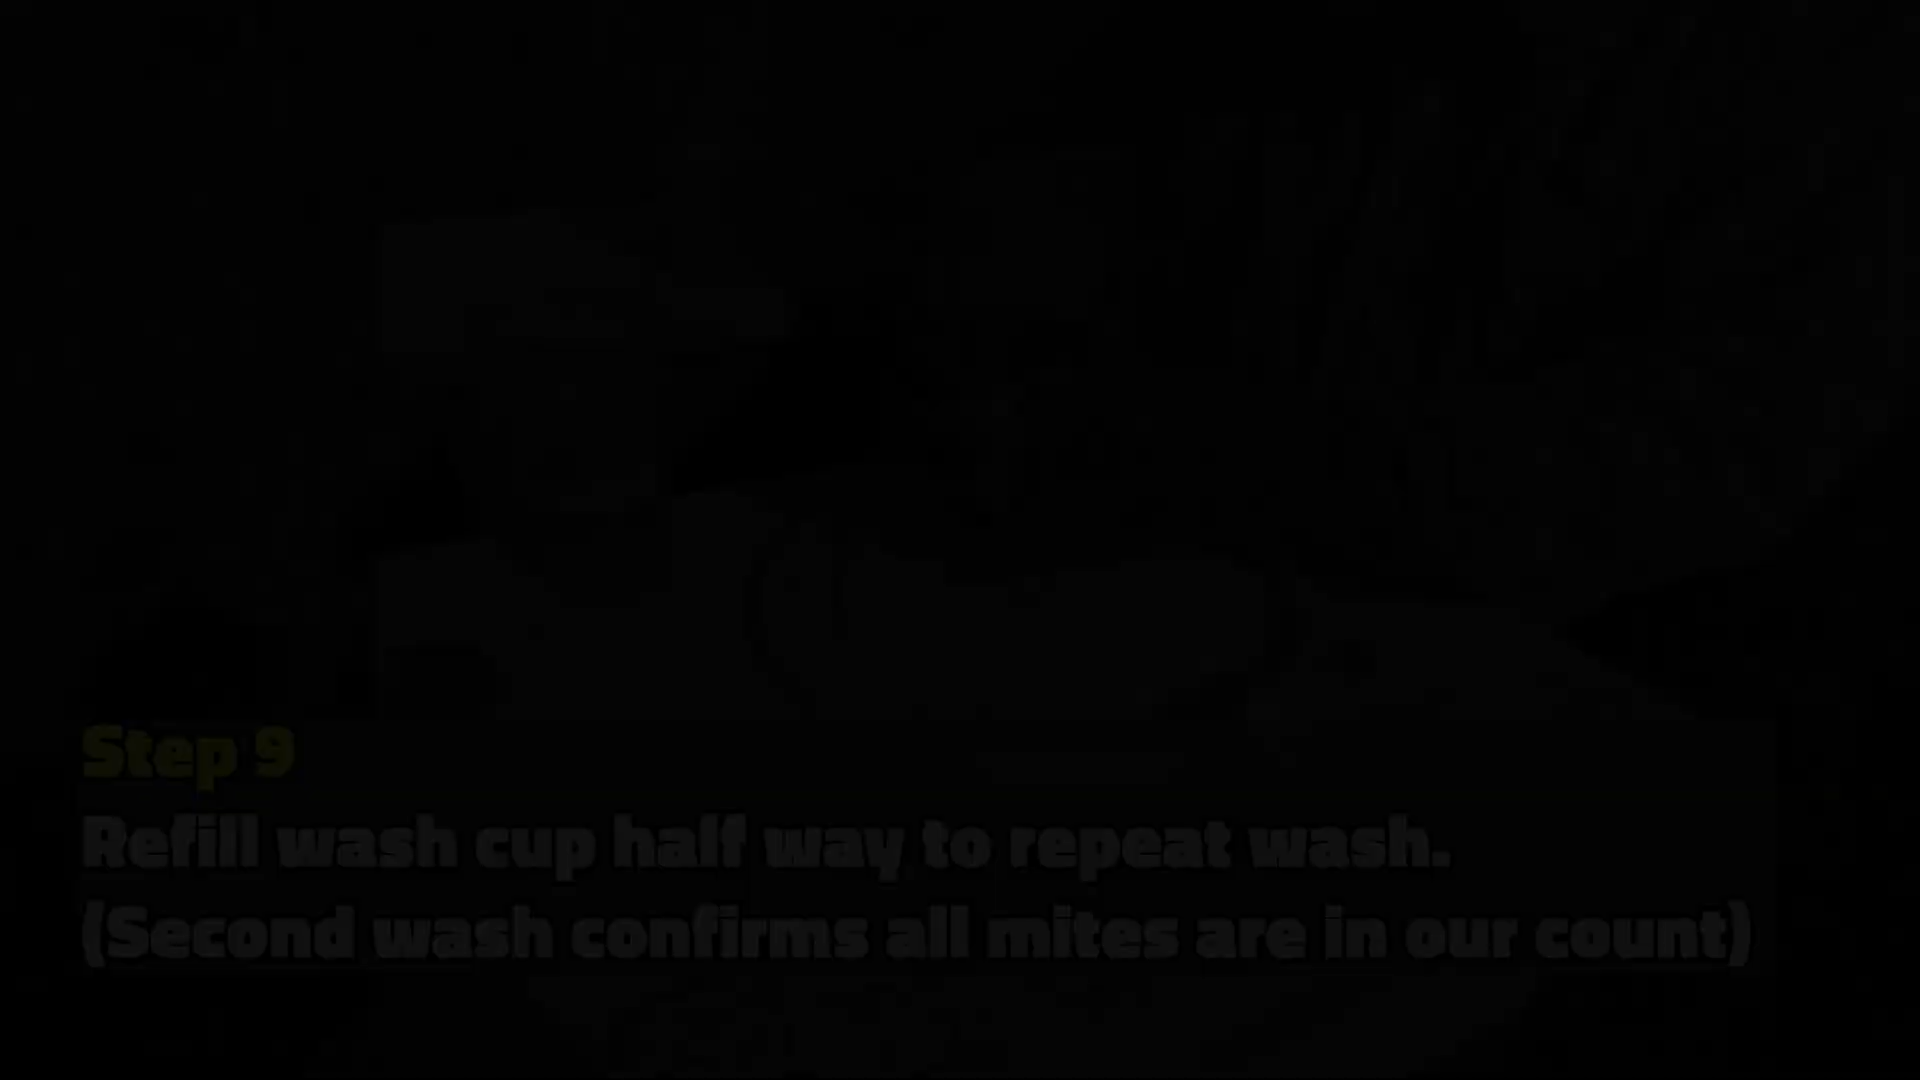 Step 9
Refill wash cup half way to repeat wash.
(Second wash confirms all mites are in our count)